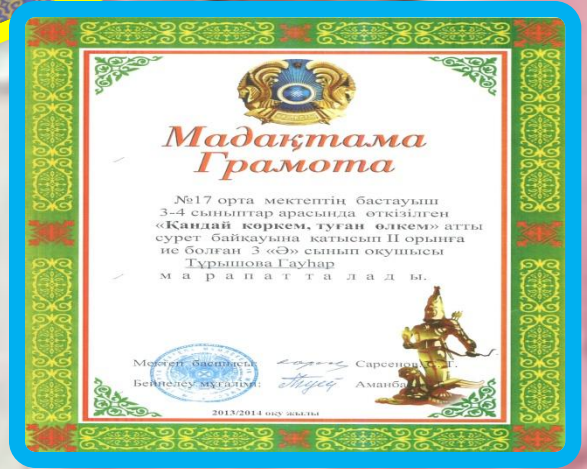 Мадақтама
Грамота
№17 орта мектептің бастауыш
3-4 сыныптар арасында өткізілген
«Қандай көркем, туған өлкем» атты
сурет байқауына қатысып II орынға
ие болған 3 «Ә» сынып оқушысы
Тұрышова Гауһар
м а р а п а т т а л а д ы.
Мектеп басшысы: Сарсенов
Бейнелеу мұғалімі:
2013/2014 оқу жылы